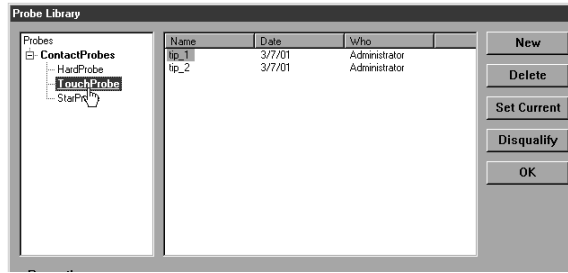 Probe Library
Probes
ContactProbes
HardProbe
TouchProbe
Name Date Who
tip_1 3/7/01 Administrator
tip_2 3/7/01 Administrator
New
Delete
Set Current
Disqualify
OK